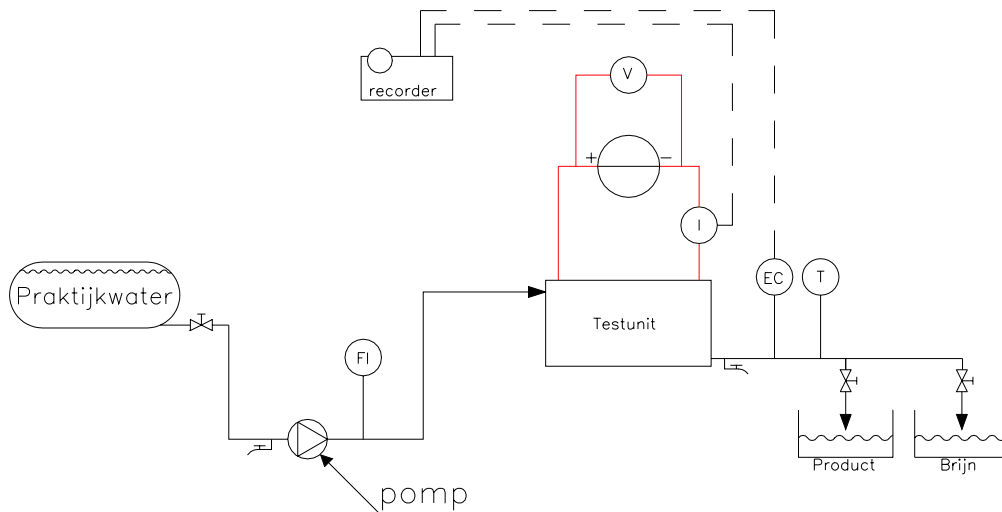 recorder
V
+
−
I
Praktijkwater
EC
T
Testunit
FI
Product
Brijn
pomp